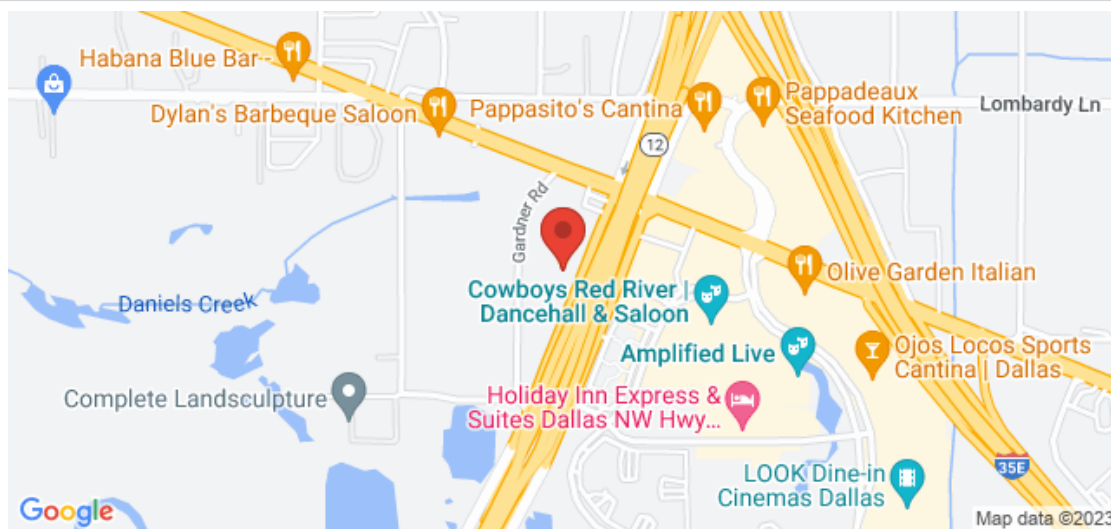 Habana Blue Bar
Dylan's Barbeque Saloon
Pappasito's Cantina
Pappadeaux
Seafood Kitchen
Lombardy Ln
12
Gardner Rd
Daniels Creek
Cowboys Red River |
Dancehall & Saloon
Olive Garden Italian
Amplified Live
Ojos Locos Sports
Cantina | Dallas
Complete Landsculpture
Holiday Inn Express &
Suites Dallas NW Hwy...
35E
LOOK Dine-in
Cinemas Dallas
Google
Map data ©2023